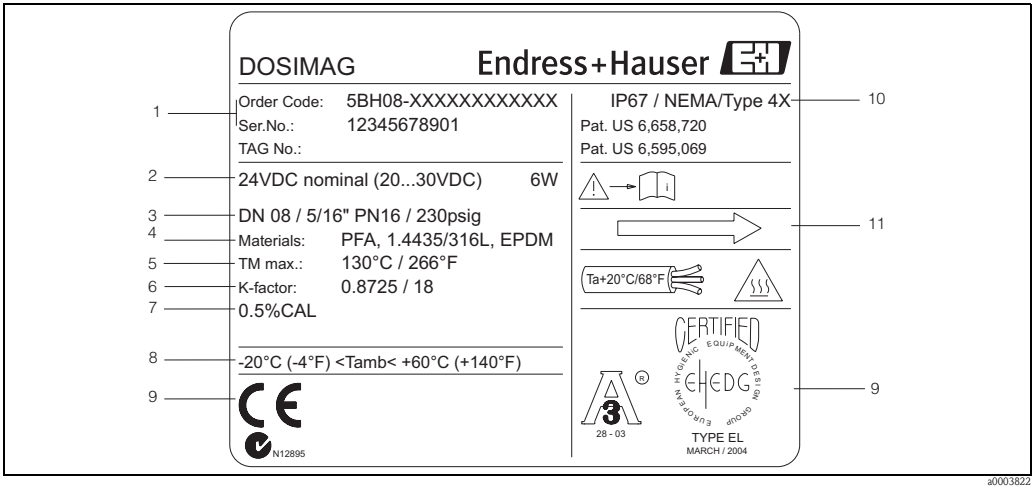 DOSIMAG
Endress+Hauser
1
Order Code: 5BH08-XXXXXXXXXXXX
Ser.No.: 12345678901
TAG No.:
IP67 / NEMA/Type 4X
10
Pat. US 6,658,720
Pat. US 6,595,069
2
24VDC nominal (20...30VDC) 6W
i
3
DN 08 / 5/16" PN16 / 230psig
4
Materials: PFA, 1.4435/316L, EPDM
11
5
TM max.: 130°C / 266°F
6
K-factor: 0.8725 / 18
Ta+20°C/68°F
7
0.5%CAL
8
-20°C (-4°F) <Tamb< +60°C (+140°F)
9
CE
N12895
A
3
®
28 - 03
CERTIFIED
EUROPEAN HYGIENIC EQUIPMENT DESIGN GROUP
EHEDG
TYPE EL
MARCH / 2004
9
a0003822